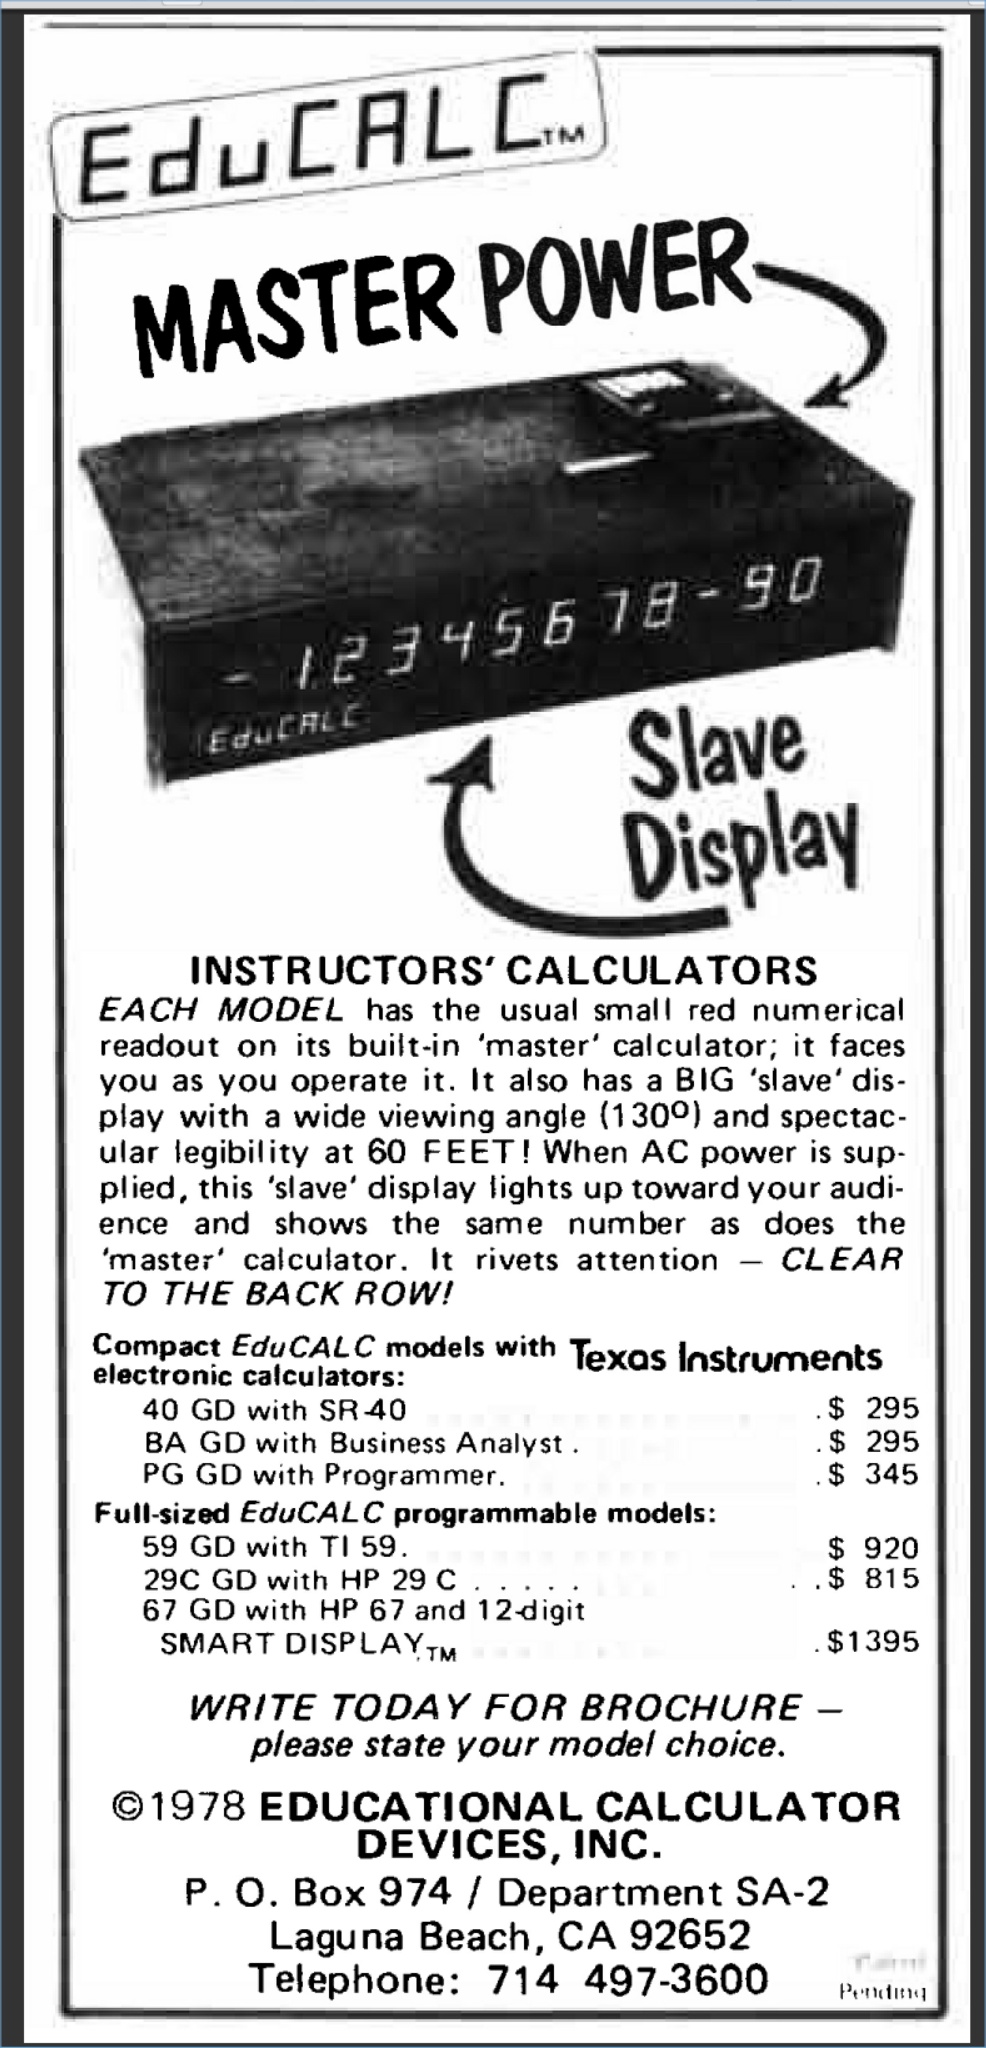 EduCALC™
MASTER POWER
- 12345678-90
EduCALC
Slave
Display
INSTRUCTORS' CALCULATORS
EACH MODEL has the usual small red numerical
readout on its built-in 'master' calculator; it faces
you as you operate it. It also has a BIG 'slave' dis-
play with a wide viewing angle (130º) and spectac-
ular legibility at 60 FEET! When AC power is sup-
plied, this 'slave' display lights up toward your audi-
ence and shows the same number as does the
'master' calculator. It rivets attention — CLEAR
TO THE BACK ROW!
Compact EduCALC models with Texas Instruments
electronic calculators:
40 GD with SR-40 .$ 295
BA GD with Business Analyst . .$ 295
PG GD with Programmer. .$ 345
Full-sized EduCALC programmable models:
59 GD with TI 59. $ 920
29C GD with HP 29 C . . . . . . .$ 815
67 GD with HP 67 and 12-digit
SMART DISPLAY™ .$1395
WRITE TODAY FOR BROCHURE —
please state your model choice.
©1978 EDUCATIONAL CALCULATOR
DEVICES, INC.
P. O. Box 974 / Department SA-2
Laguna Beach, CA 92652
Telephone: 714 497-3600
Pending